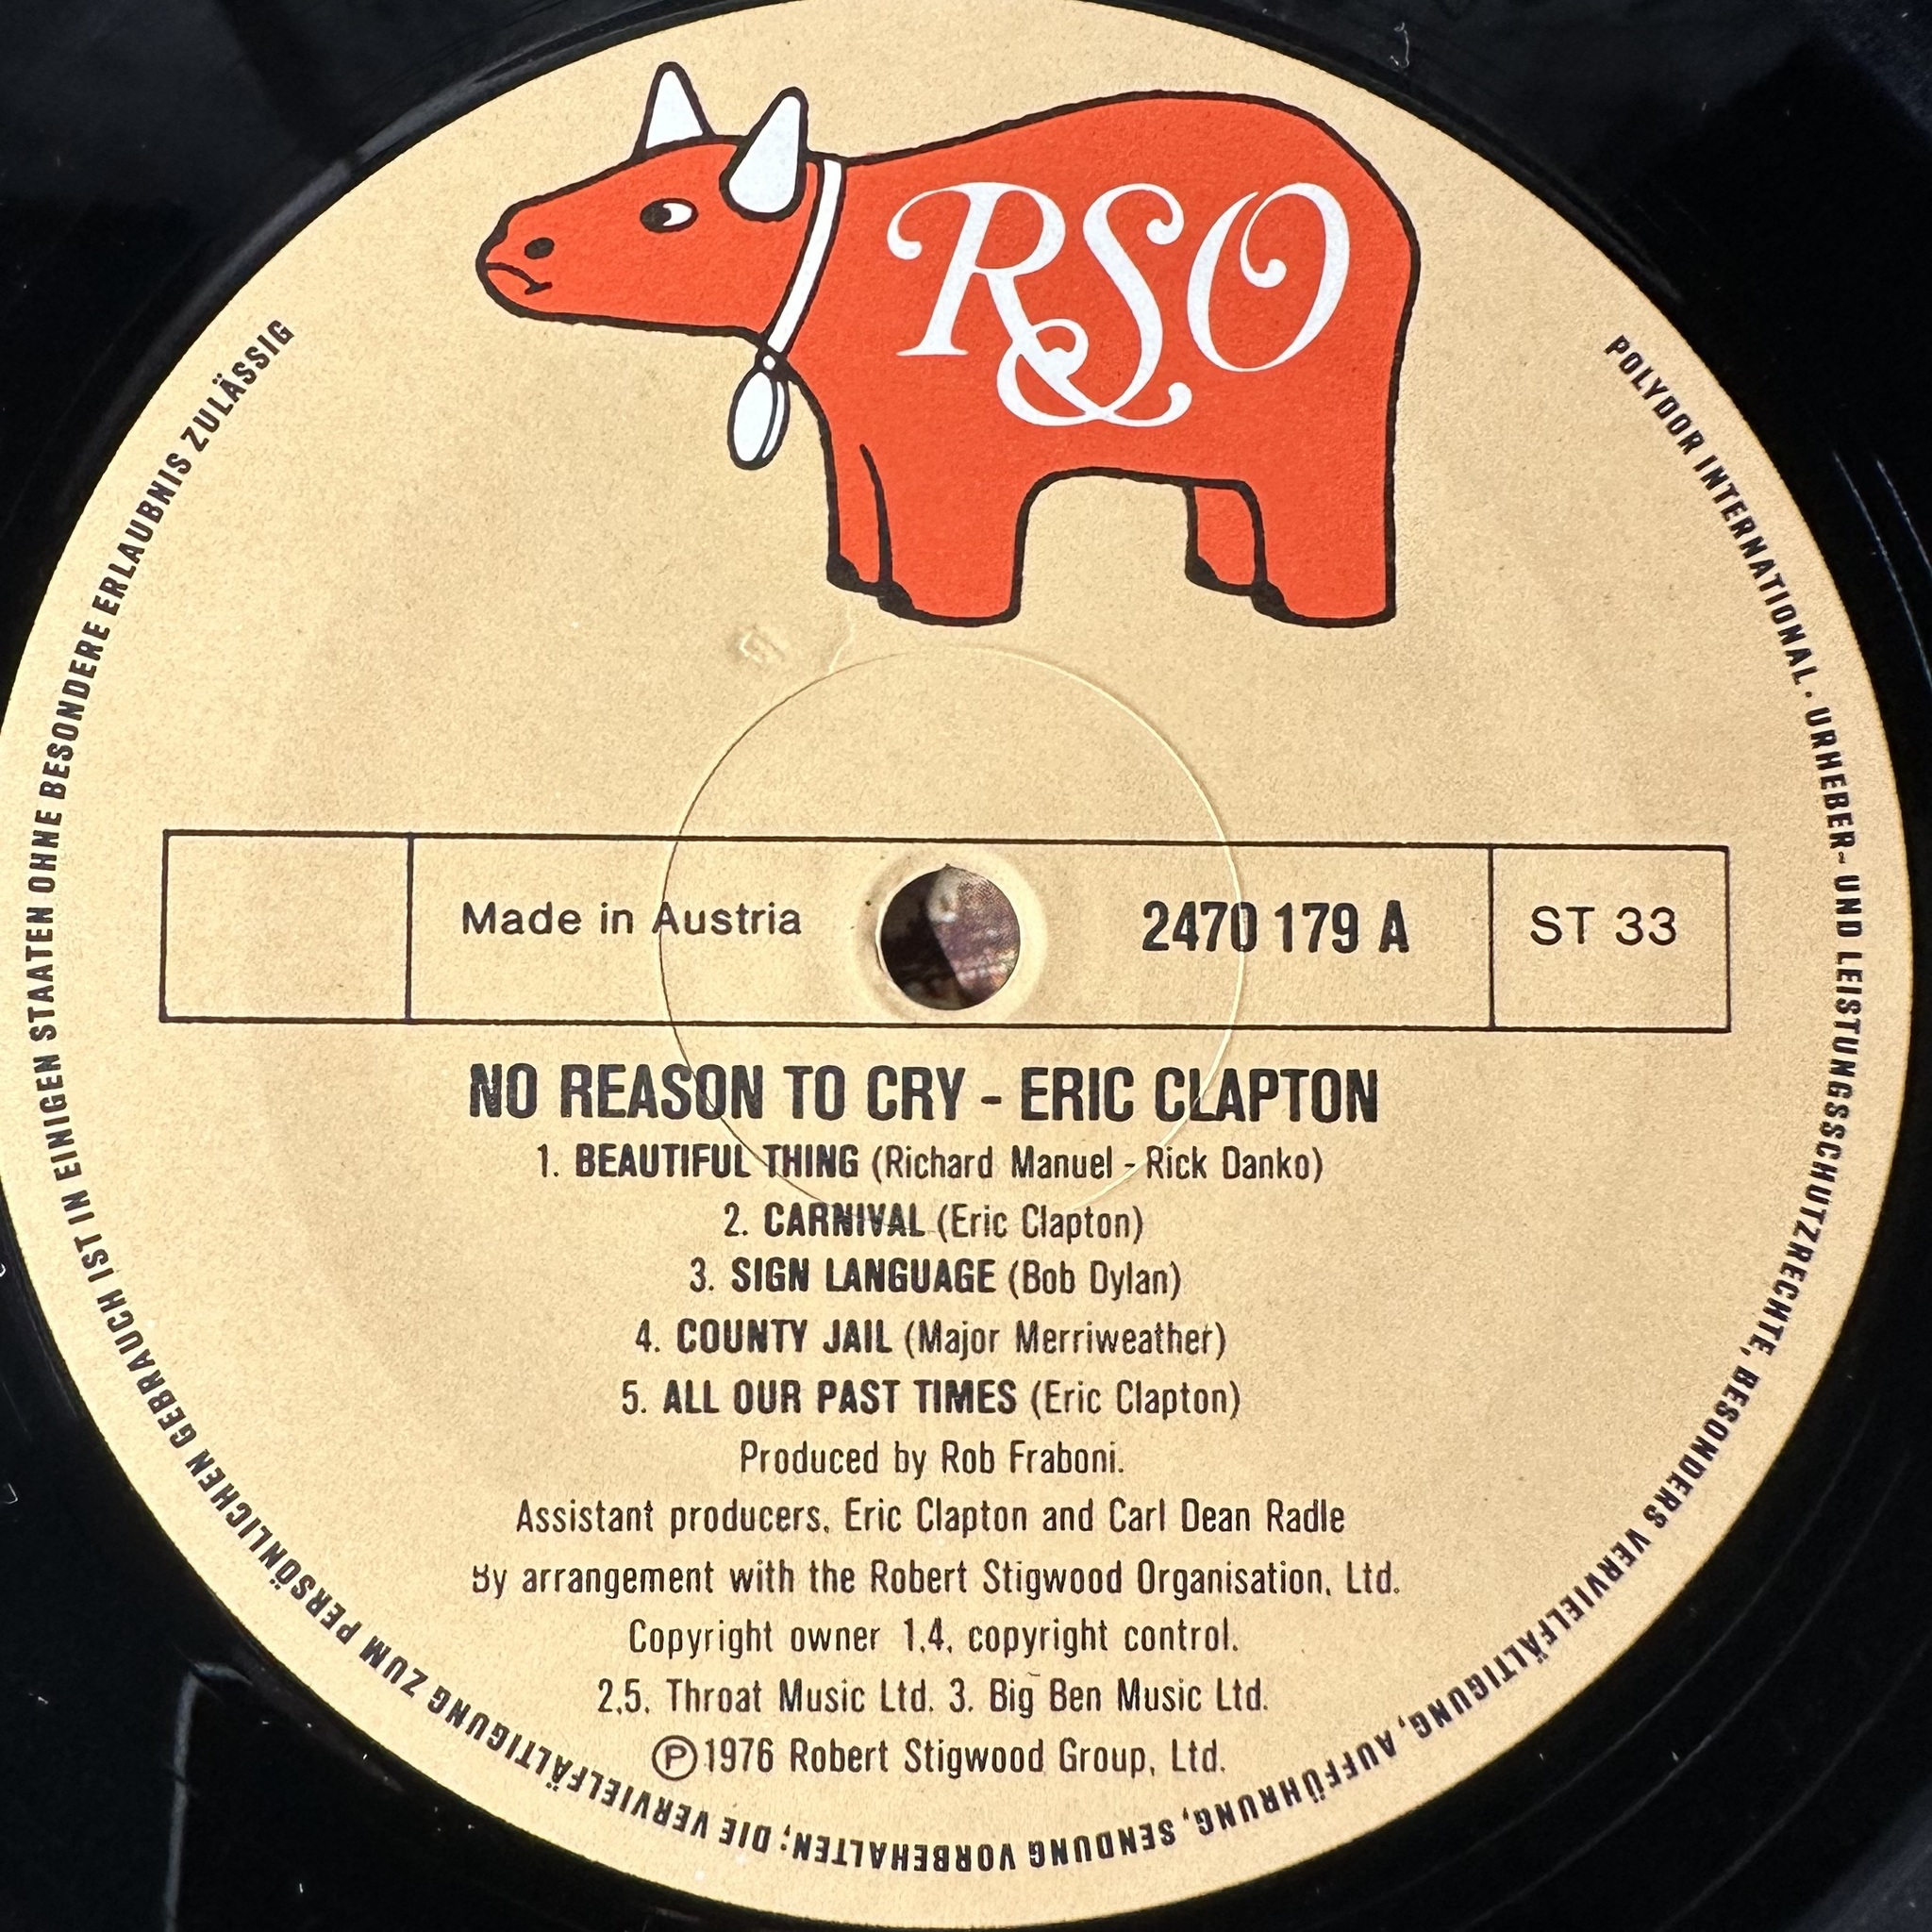 RSO
Made in Austria
2470 179 A
ST 33
NO REASON TO CRY - ERIC CLAPTON
1. BEAUTIFUL THING (Richard Manuel - Rick Danko)
2. CARNIVAL (Eric Clapton)
3. SIGN LANGUAGE (Bob Dylan)
4. COUNTY JAIL (Major Merriweather)
5. ALL OUR PAST TIMES (Eric Clapton)
Produced by Rob Fraboni.
Assistant producers, Eric Clapton and Carl Dean Radle
By arrangement with the Robert Stigwood Organisation, Ltd.
Copyright owner 1,4, copyright control.
2,5, Throat Music Ltd. 3. Big Ben Music Ltd.
Ⓟ1976 Robert Stigwood Group, Ltd.
POLYDOR INTERNATIONAL · URHEBER- UND LEISTUNGSSCHUTZRECHTE, BESONDERS VERVIELFÄLTIGUNG, AUFFÜHRUNG, SENDUNG VORBEHALTEN; DIE VERVIELFÄLTIGUNG ZUM PERSÖNLICHEN GEBRAUCH IST IN EINIGEN STAATEN OHNE BESONDERE ERLAUBNIS ZULÄSSIG